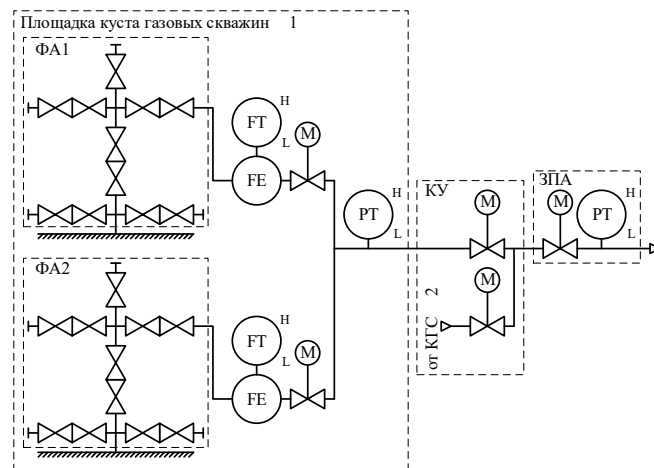 Площадка куста газовых скважин 1
ФА1
FT
H
L
M
FE
PT
H
L
КУ
M
ЗПА
M
PT
H
L
M
от КГС 2
ФА2
FT
H
L
M
FE